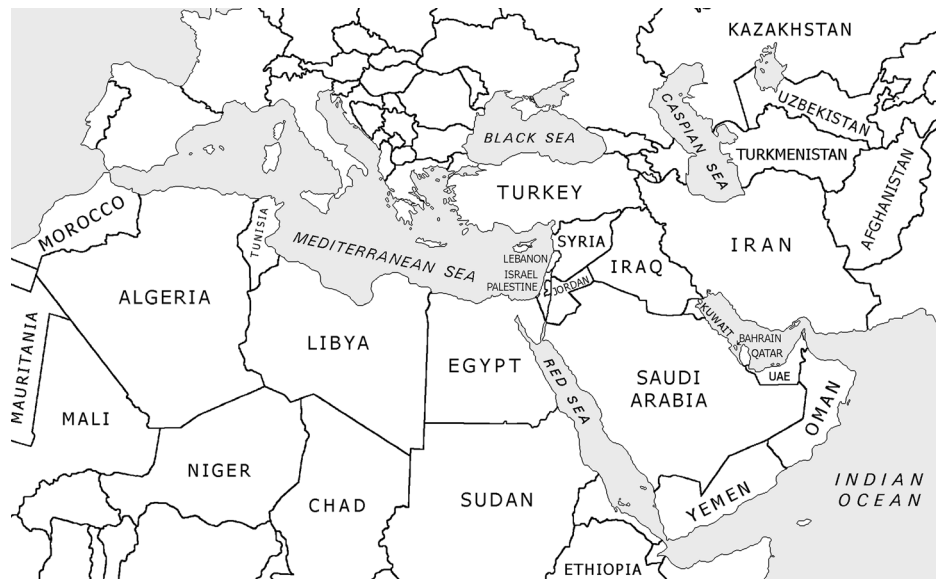 KAZAKHSTAN
UZBEKISTAN
CASPIAN SEA
BLACK SEA
TURKMENISTAN
AFGHANISTAN
TURKEY
MOROCCO
TUNISIA
MEDITERRANEAN SEA
SYRIA
IRAN
LEBANON
IRAQ
ISRAEL
PALESTINE
JORDAN
ALGERIA
KUWAIT
LIBYA
BAHRAIN
QATAR
EGYPT
RED SEA
UAE
SAUDI
ARABIA
MAURITANIA
OMAN
MALI
NIGER
INDIAN
OCEAN
SUDAN
YEMEN
CHAD
ETHIOPIA